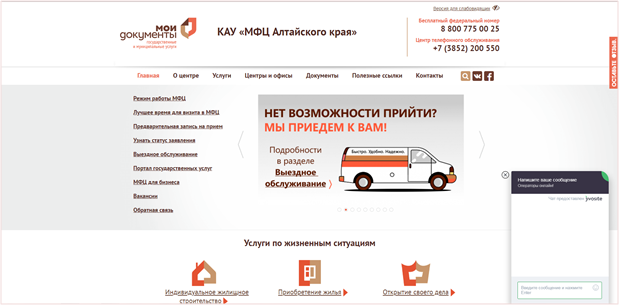 Версия для слабовидящих
мои
документы
государственные
и муниципальные услуги
КАУ «МФЦ Алтайского края»
Бесплатный федеральный номер
8 800 775 00 25
Центр телефонного обслуживания
+7 (3852) 200 550
ОСТАВЬТЕ ОТЗЫВ
Главная О центре Услуги Центры и офисы Документы Полезные ссылки Контакты
Режим работы МФЦ
Лучшее время для визита в МФЦ
Предварительная запись на прием
Узнать статус заявления
Выездное обслуживание
Портал государственных услуг
МФЦ для бизнеса
Вакансии
Обратная связь
НЕТ ВОЗМОЖНОСТИ ПРИЙТИ?
МЫ ПРИЕДЕМ К ВАМ!
Подробности
в разделе
Выездное
обслуживание
Быстро. Удобно. Надежно.
Напишите ваше сообщение
Операторы онлайн!
Чат предоставлен jivosite
Введите сообщение и нажмите
Enter
Услуги по жизненным ситуациям
Индивидуальное жилищное
строительство
Приобретение жилья
Открытие своего дела